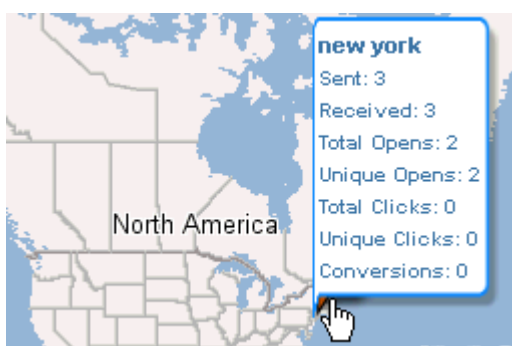 new york
Sent: 3
Received: 3
Total Opens: 2
Unique Opens: 2
Total Clicks: 0
Unique Clicks: 0
Conversions: 0
North America